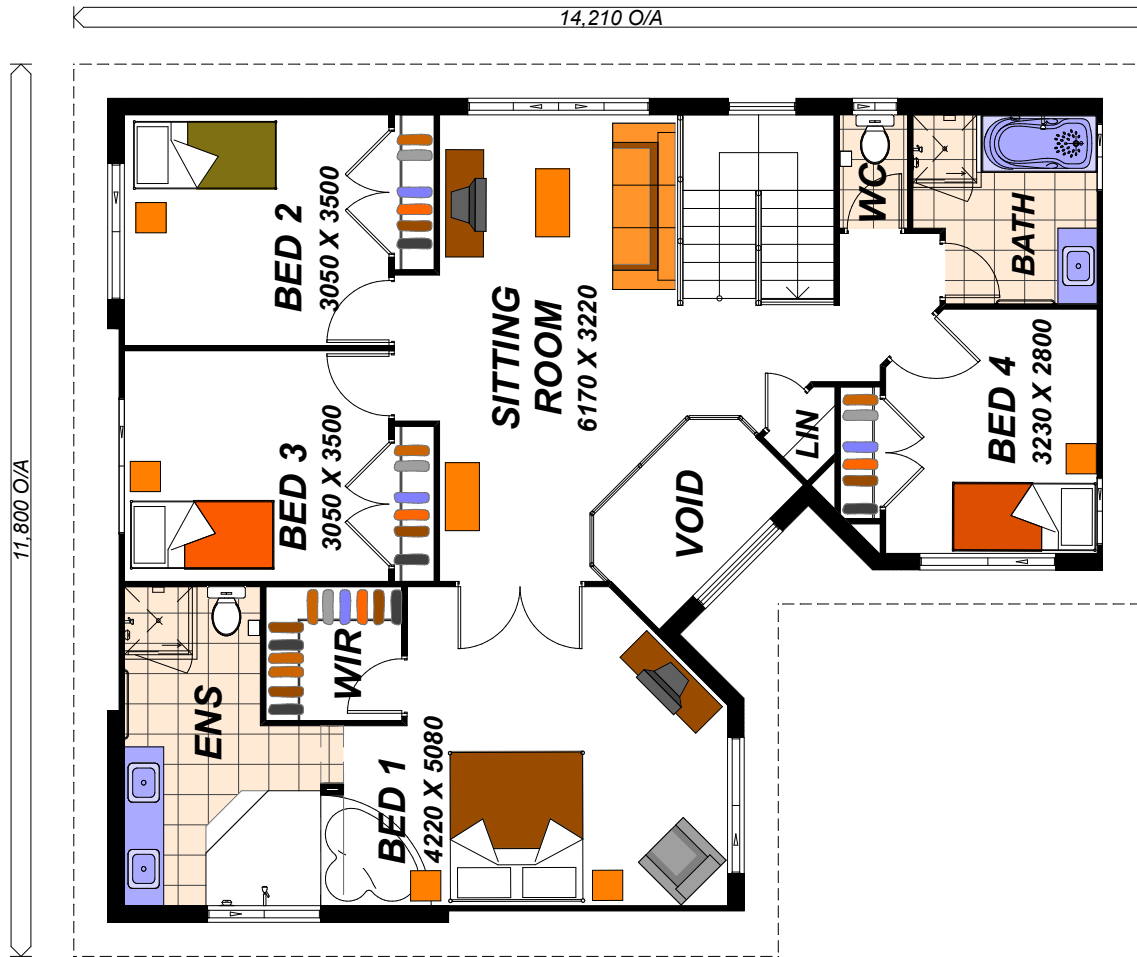 14,210 O/A
11,800 O/A
BED 2
3050 X 3500
SITTING
ROOM
6170 X 3220
WC
BATH
BED 3
3050 X 3500
VOID
LIN
BED 4
3230 X 2800
ENS
WIR
BED 1
4220 X 5080